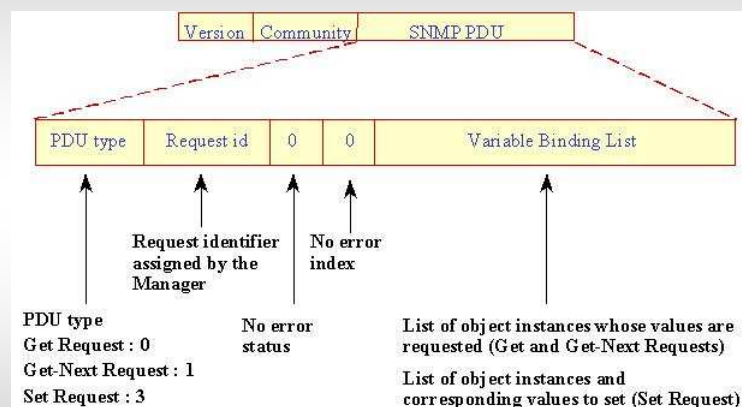 Version Community SNMP PDU
PDU type Request id 0 0 Variable Binding List
Request identifier
assigned by the
Manager
No error
index
PDU type
Get Request : 0
Get-Next Request : 1
Set Request : 3
No error
status
List of object instances whose values are
requested (Get and Get-Next Requests)
List of object instances and
corresponding values to set (Set Request)